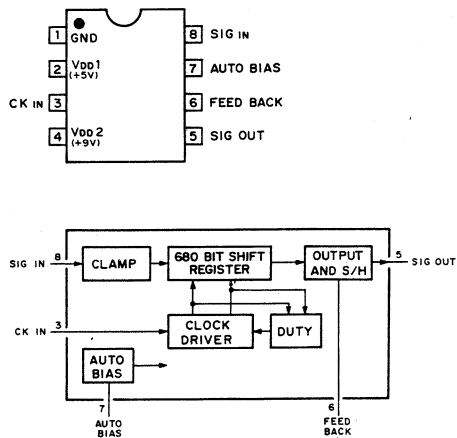 1 GND
8 SIG IN
2 VDD1
(+5V)
7 AUTO BIAS
CK IN 3
6 FEED BACK
4 VDD2
(+9V)
5 SIG OUT
SIG IN 8
CLAMP
680 BIT SHIFT
REGISTER
OUTPUT
AND S/H
5 SIG OUT
CK IN 3
CLOCK
DRIVER
DUTY
AUTO
BIAS
7
AUTO
BIAS
6
FEED
BACK